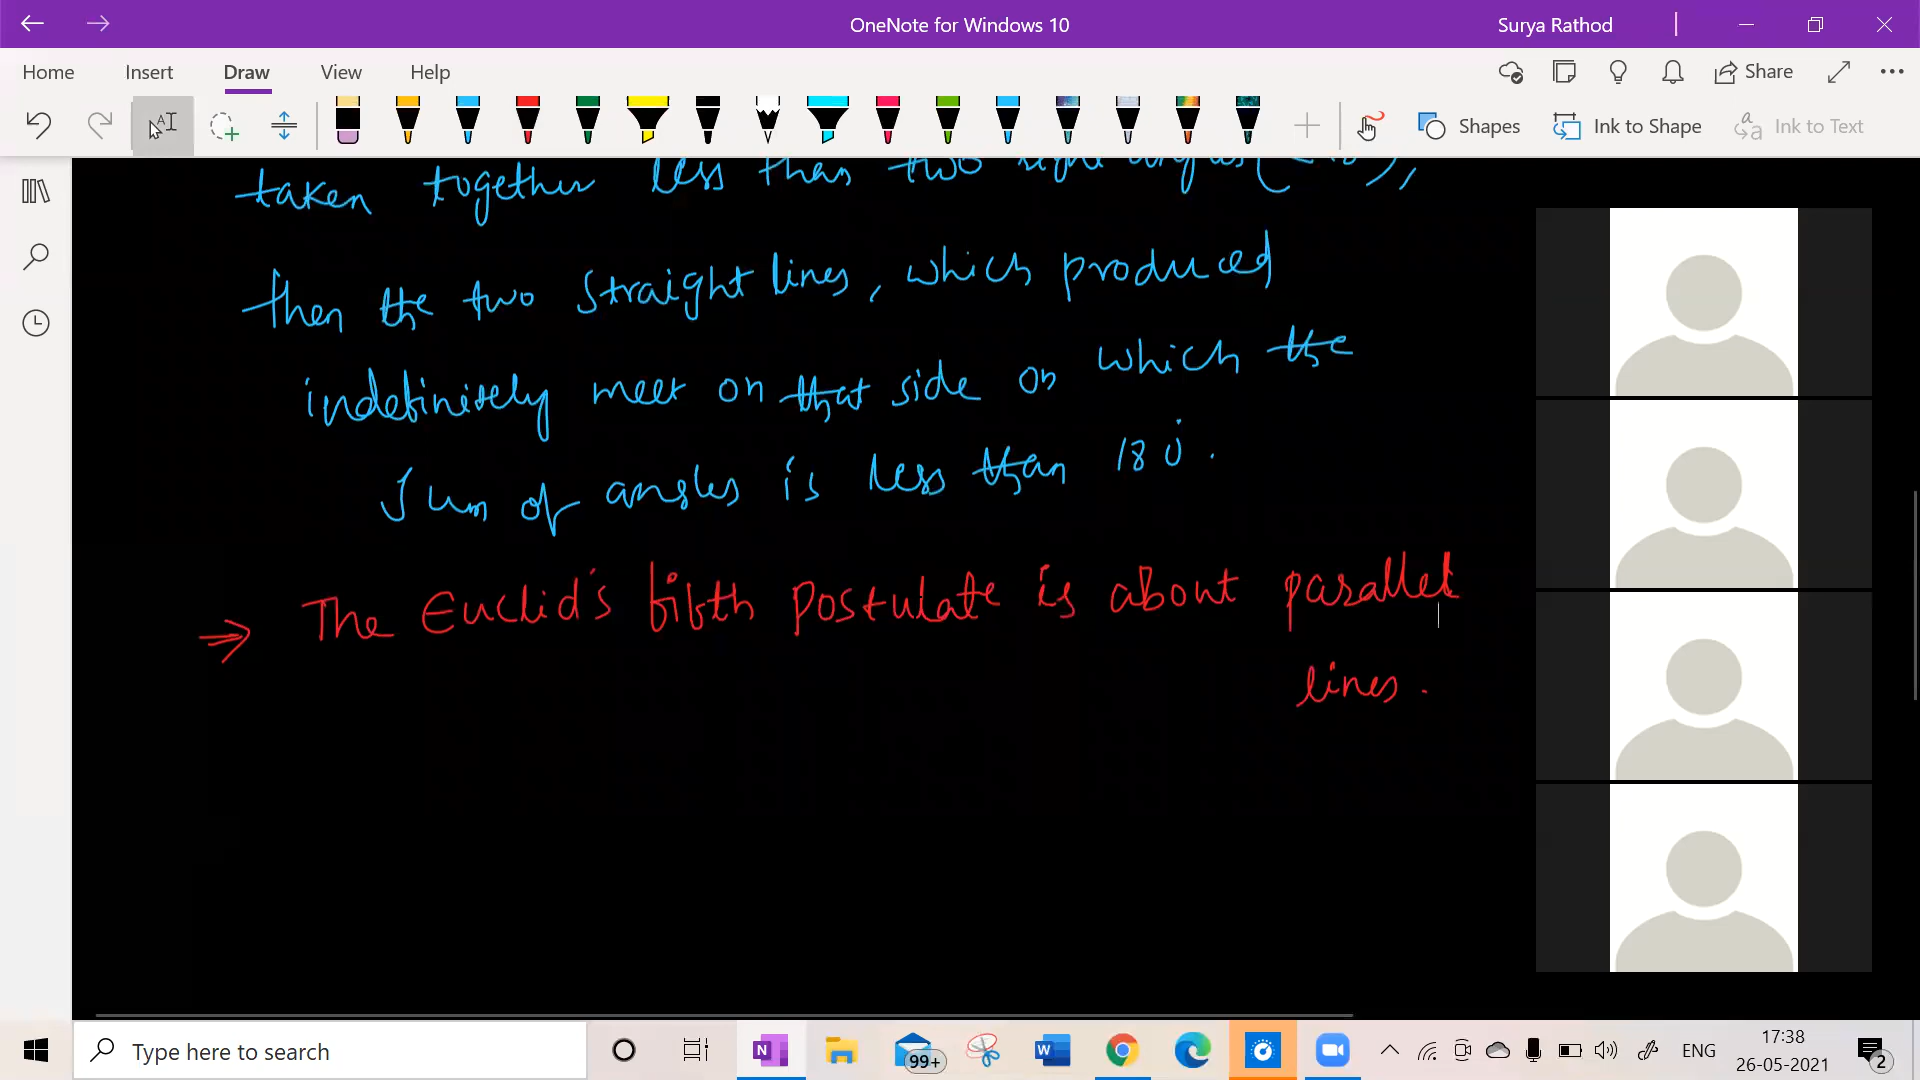 OneNote for Windows 10
Surya Rathod
Home Insert Draw View Help
Share
Shapes Ink to Shape Ink to Text
taken together less than two right angles
then the two straight lines, which produced
indefinitely meet on that side on which the
Sum of angles is less than 180°.
⇒ The Euclid's fifth postulate is about parallel
lines.
Type here to search
99+
ENG
17:38
26-05-2021
2